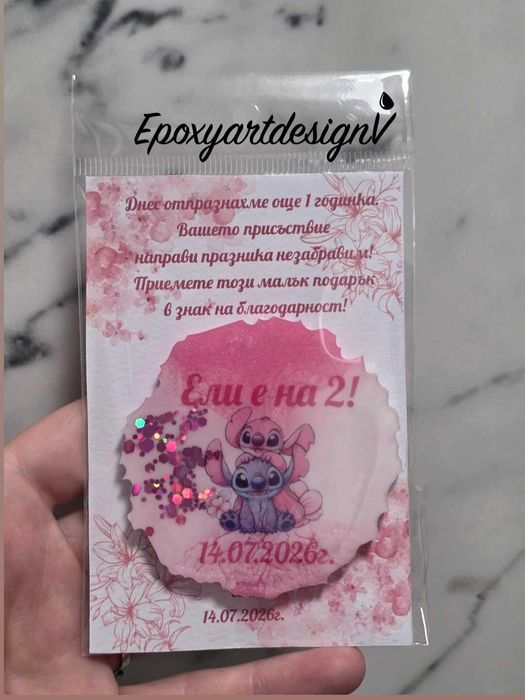 EpoxyartdesignV
Днес отпразнахме още 1 годинка.
Вашето присъствие
направи празника незабравим!
Приемете този малък подарък
в знак на благодарност!
Ели е на 2!
14.07.2026г.
14.07.2026г.